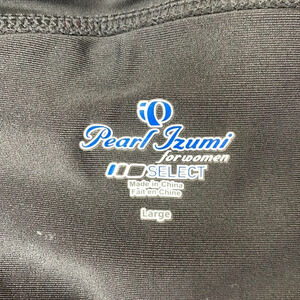 Pearl Izumi
for women
SELECT
Made in China
Fait en Chine
Large